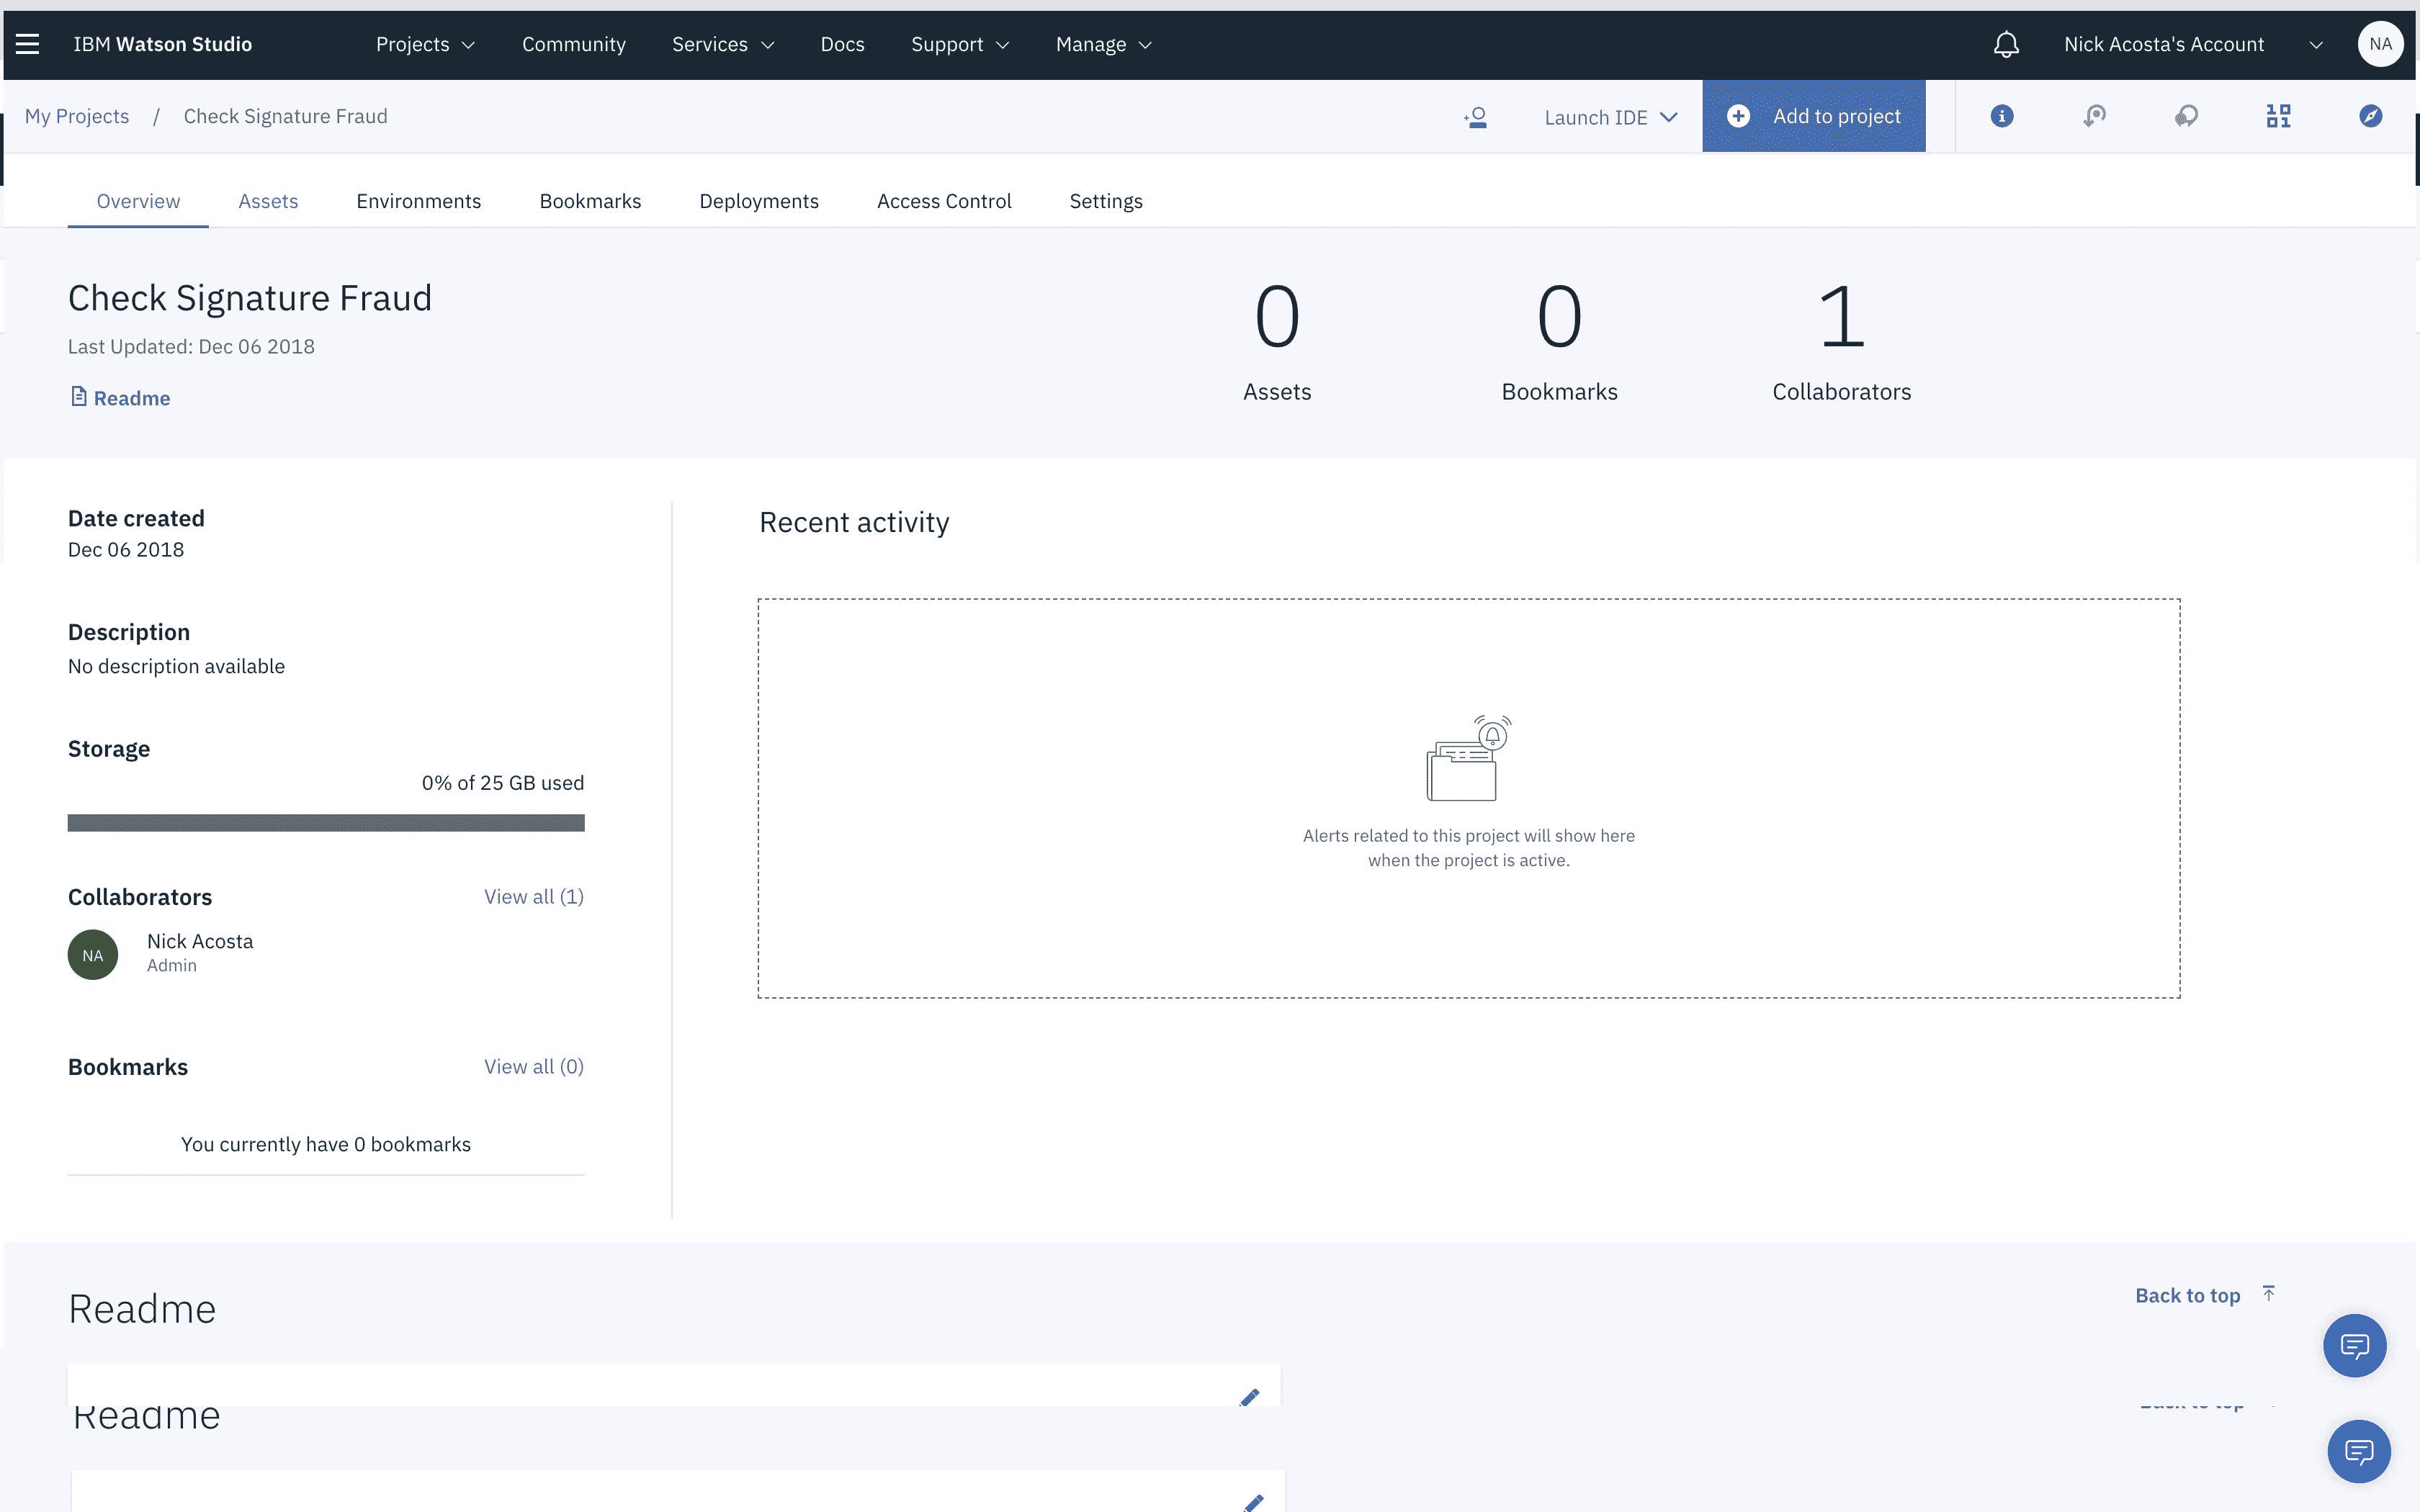 IBM Watson Studio Projects Community Services Docs Support Manage Nick Acosta's Account NA
My Projects / Check Signature Fraud Launch IDE Add to project
Overview Assets Environments Bookmarks Deployments Access Control Settings
Check Signature Fraud
Last Updated: Dec 06 2018
Readme
0 0 1
Assets Bookmarks Collaborators
Date created
Dec 06 2018
Description
No description available
Storage
0% of 25 GB used
Collaborators View all (1)
NA
Nick Acosta
Admin
Bookmarks View all (0)
You currently have 0 bookmarks
Recent activity
Alerts related to this project will show here
when the project is active.
Readme Back to top
Readme Back to top